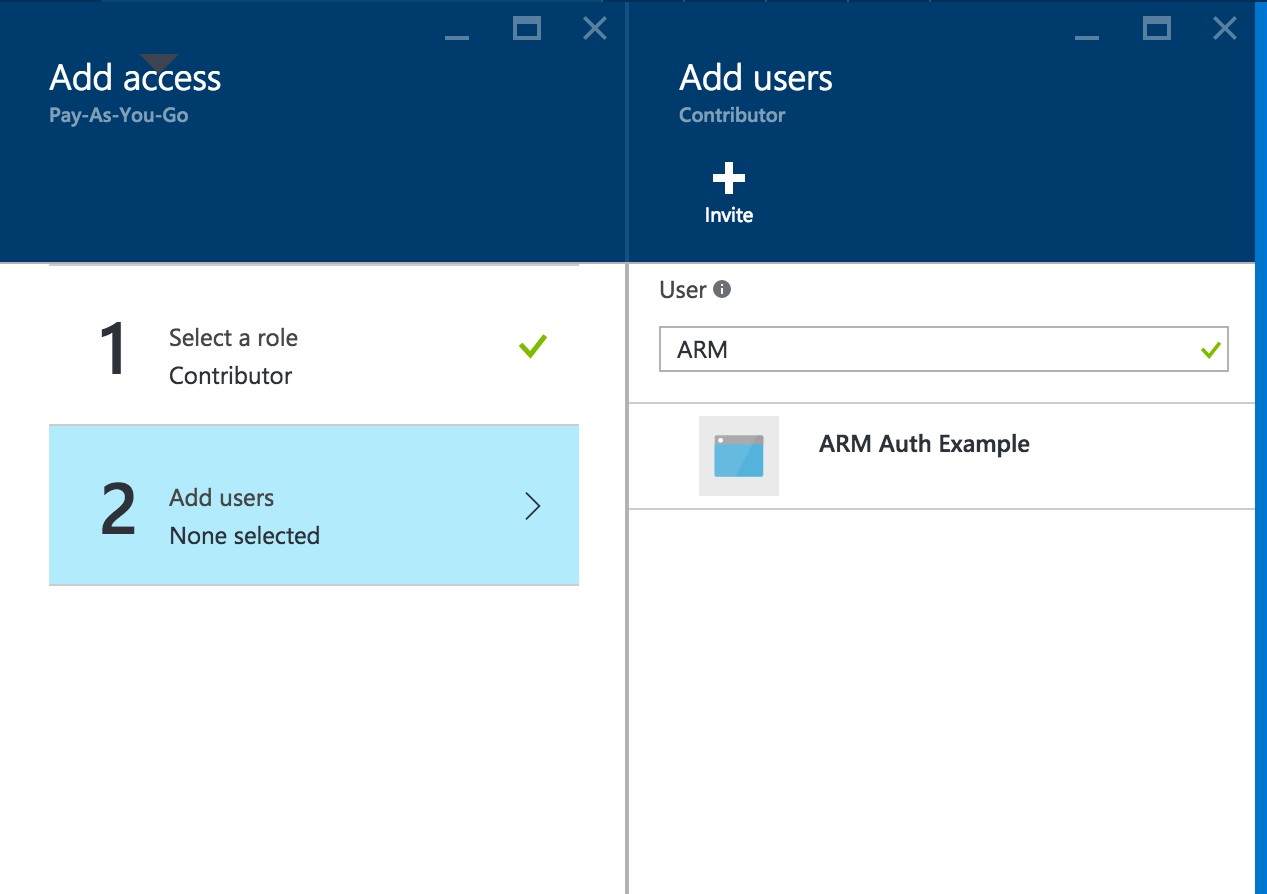 Add access
Pay-As-You-Go
1
Select a role
Contributor
2
Add users
None selected
Add users
Contributor
Invite
User
ARM
ARM Auth Example